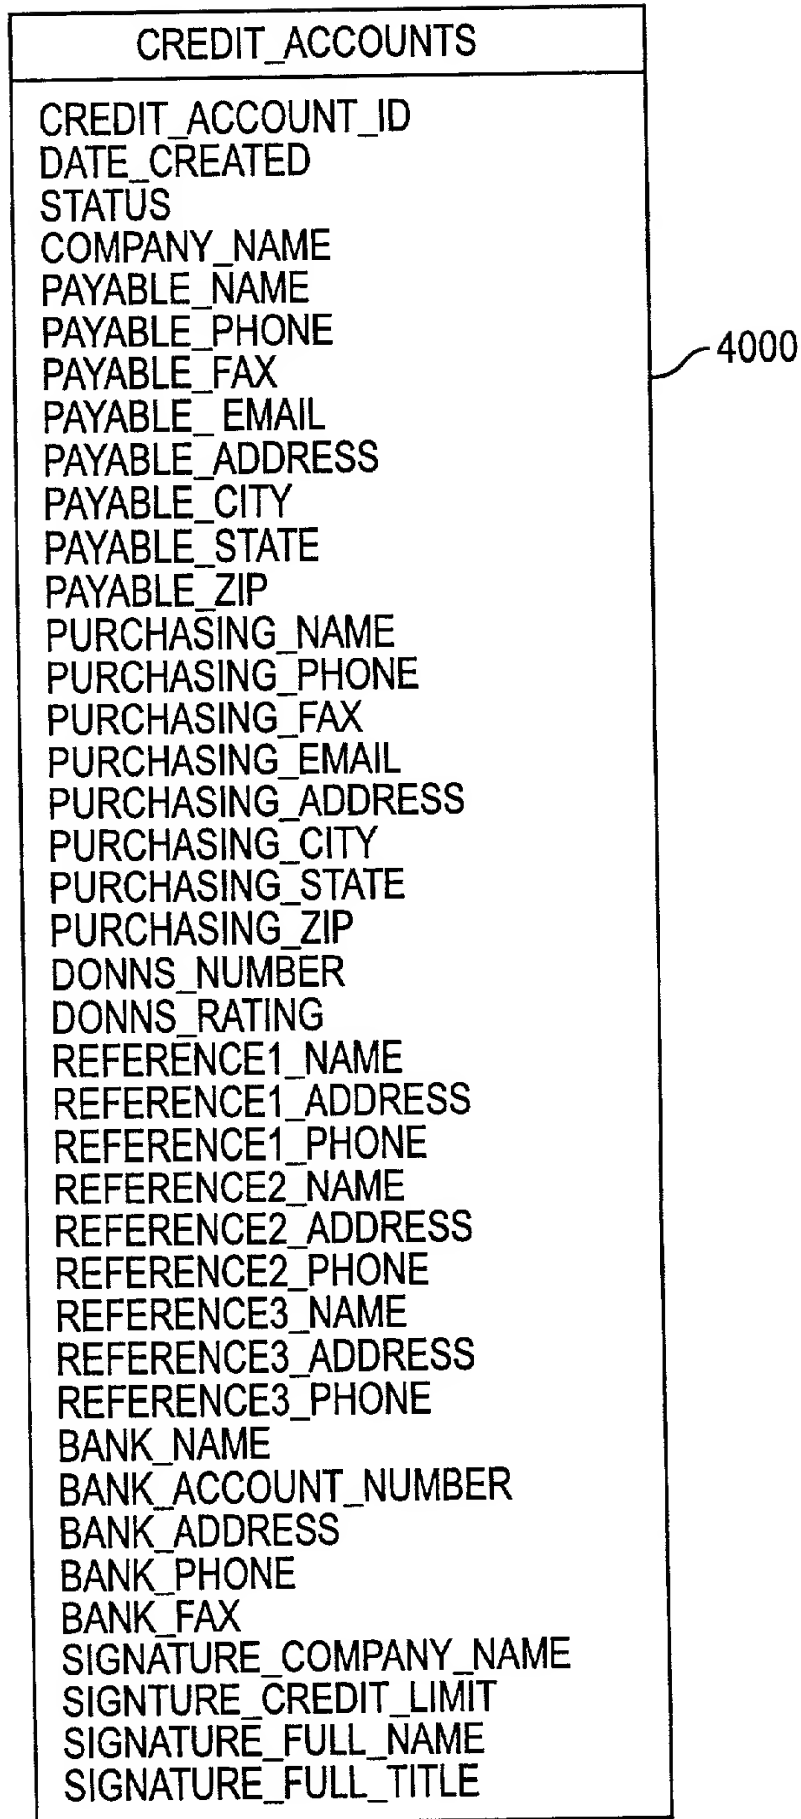 CREDIT_ACCOUNTS
CREDIT_ACCOUNT_ID
DATE_CREATED
STATUS
COMPANY_NAME
PAYABLE_NAME
PAYABLE_PHONE
4000
PAYABLE_FAX
PAYABLE_ EMAIL
PAYABLE_ADDRESS
PAYABLE_CITY
PAYABLE_STATE
PAYABLE_ZIP
PURCHASING_NAME
PURCHASING_PHONE
PURCHASING_FAX
PURCHASING_EMAIL
PURCHASING_ADDRESS
PURCHASING_CITY
PURCHASING_STATE
PURCHASING_ZIP
DONNS_NUMBER
DONNS_RATING
REFERENCE1_NAME
REFERENCE1_ADDRESS
REFERENCE1_PHONE
REFERENCE2_NAME
REFERENCE2_ADDRESS
REFERENCE2_PHONE
REFERENCE3_NAME
REFERENCE3_ADDRESS
REFERENCE3_PHONE
BANK_NAME
BANK_ACCOUNT_NUMBER
BANK_ADDRESS
BANK_PHONE
BANK_FAX
SIGNATURE_COMPANY_NAME
SIGNTURE_CREDIT_LIMIT
SIGNATURE_FULL_NAME
SIGNATURE_FULL_TITLE